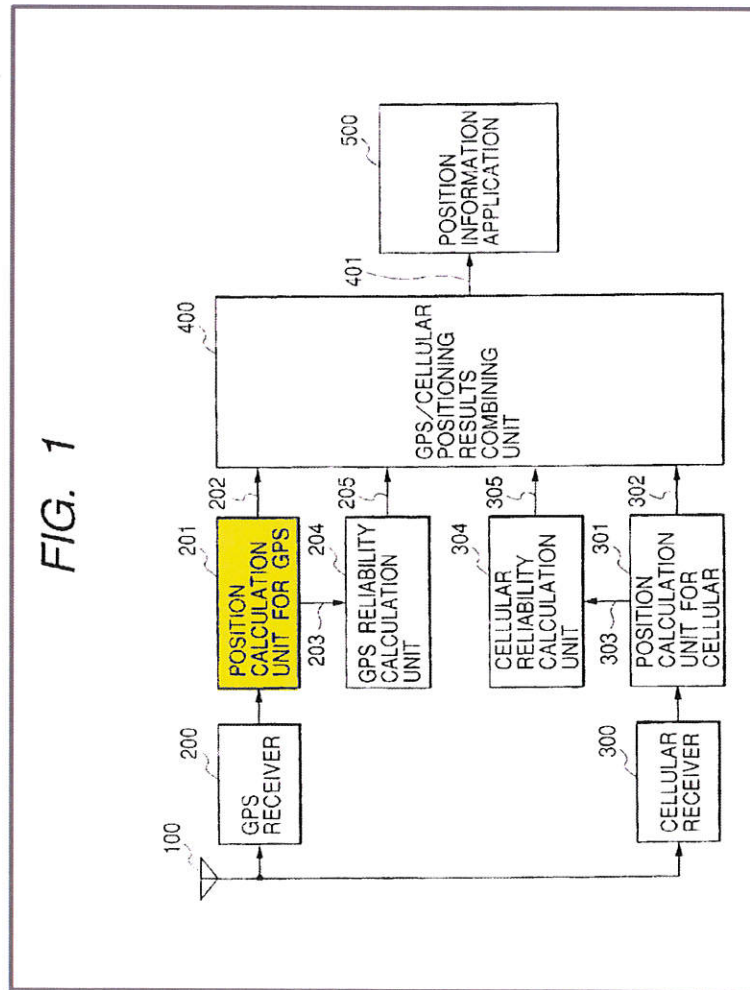 FIG. 1
100
200
GPS
RECEIVER
201
POSITION
CALCULATION
UNIT FOR GPS
202
203
204
GPS RELIABILITY
CALCULATION
UNIT
205
300
CELLULAR
RECEIVER
301
POSITION
CALCULATION
UNIT FOR
CELLULAR
302
303
304
CELLULAR
RELIABILITY
CALCULATION
UNIT
305
400
GPS/CELLULAR
POSITIONING
RESULTS
COMBINING
UNIT
401
500
POSITION
INFORMATION
APPLICATION